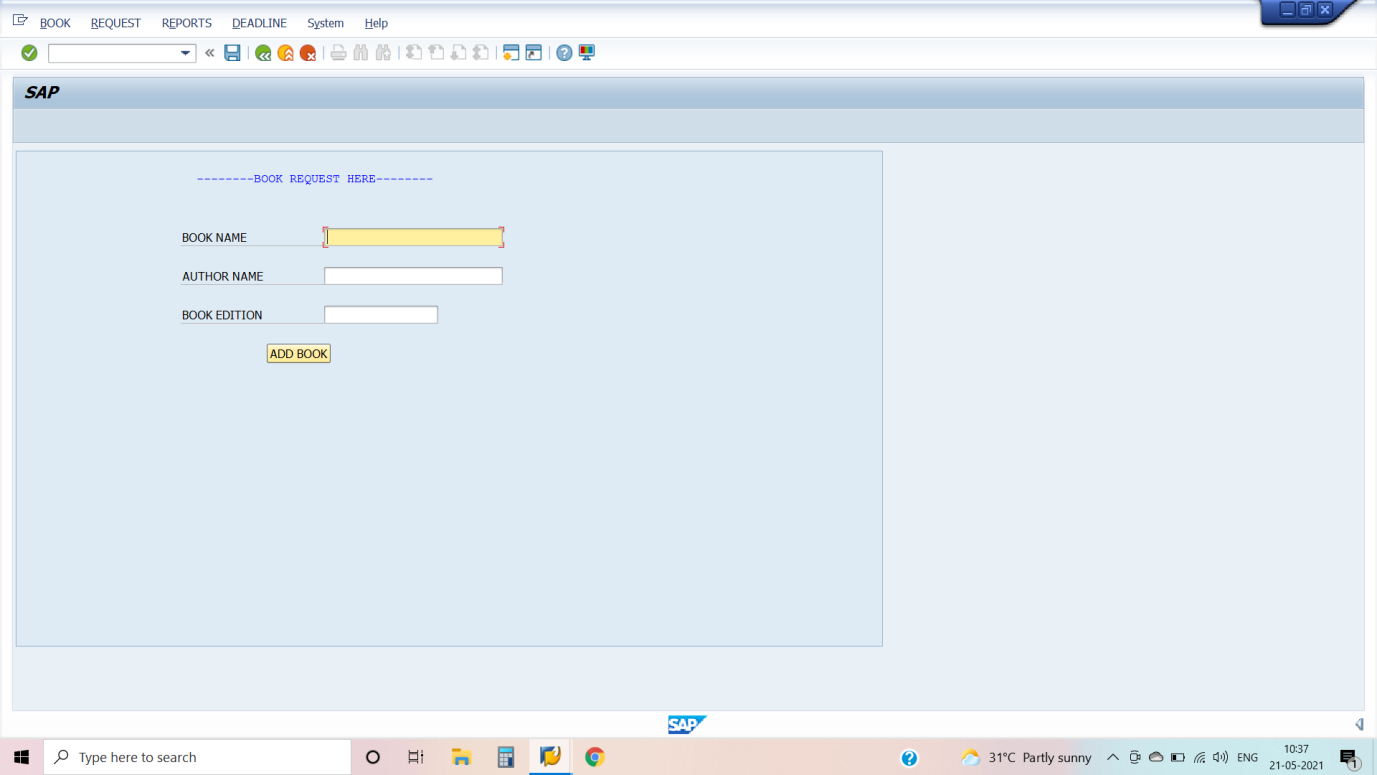 BOOK REQUEST REPORTS DEADLINE System Help
SAP
--------BOOK REQUEST HERE--------
BOOK NAME
AUTHOR NAME
BOOK EDITION
ADD BOOK
SAP
Type here to search
31°C Partly sunny
ENG
10:37
21-05-2021
1